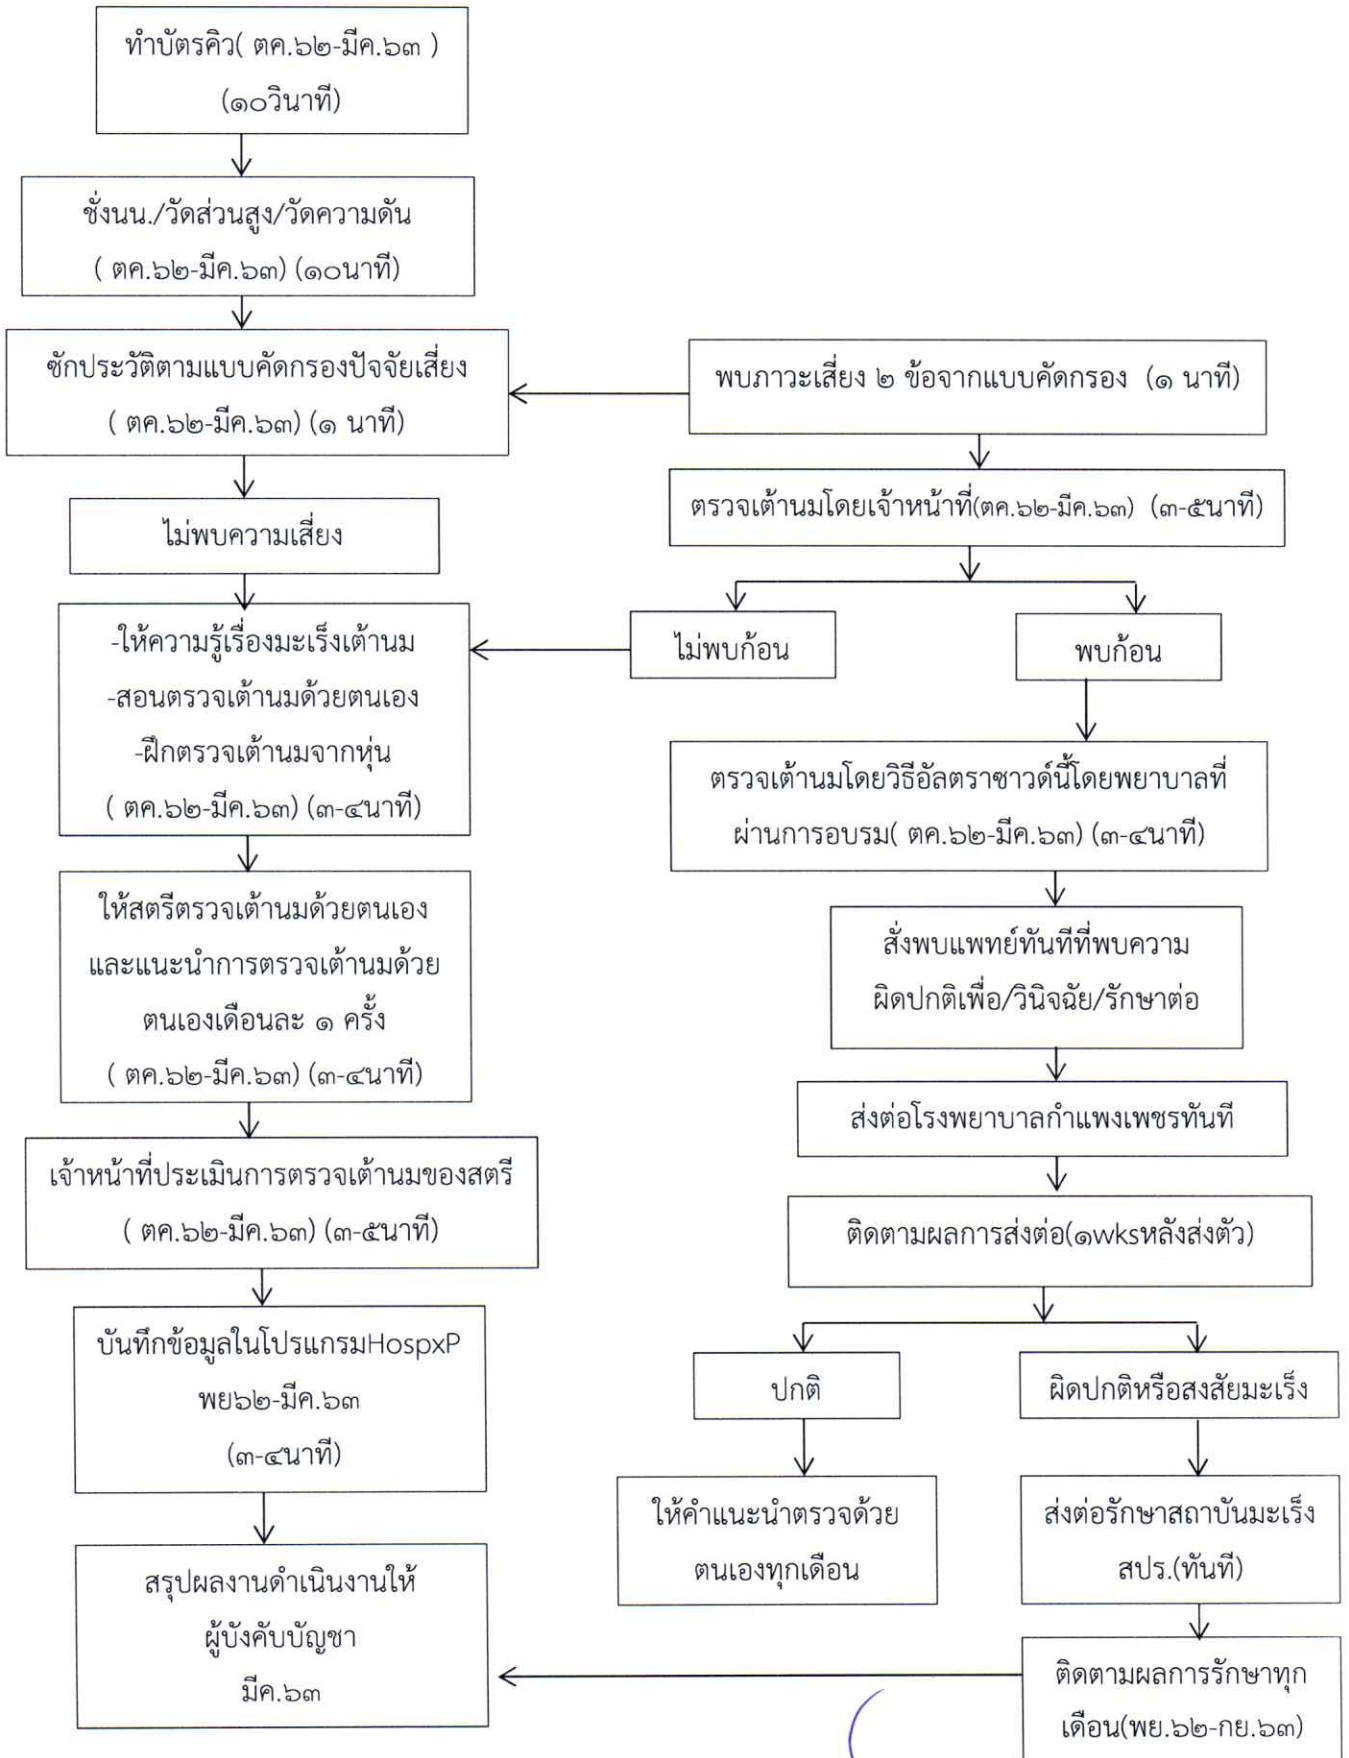 ทำบัตรคิว( ตค.๖๒-มีค.๖๓ )
(๑๐วินาที)
ชั่งนน./วัดส่วนสูง/วัดความดัน
( ตค.๖๒-มีค.๖๓) (๑๐นาที)
ซักประวัติตามแบบคัดกรองปัจจัยเสี่ยง
( ตค.๖๒-มีค.๖๓) (๑ นาที)
พบภาวะเสี่ยง ๒ ข้อจากแบบคัดกรอง (๑ นาที)
ตรวจเต้านมโดยเจ้าหน้าที่(ตค.๖๒-มีค.๖๓) (๓-๕นาที)
ไม่พบความเสี่ยง
ไม่พบก้อน
พบก้อน
-ให้ความรู้เรื่องมะเร็งเต้านม
-สอนตรวจเต้านมด้วยตนเอง
-ฝึกตรวจเต้านมจากหุ่น
( ตค.๖๒-มีค.๖๓) (๓-๔นาที)
ตรวจเต้านมโดยวิธีอัลตราซาวด์นี้โดยพยาบาลที่
ผ่านการอบรม( ตค.๖๒-มีค.๖๓) (๓-๔นาที)
ให้สตรีตรวจเต้านมด้วยตนเอง
และแนะนำการตรวจเต้านมด้วย
ตนเองเดือนละ ๑ ครั้ง
( ตค.๖๒-มีค.๖๓) (๓-๔นาที)
สั่งพบแพทย์ทันทีที่พบความ
ผิดปกติเพื่อ/วินิจฉัย/รักษาต่อ
ส่งต่อโรงพยาบาลกำแพงเพชรทันที
เจ้าหน้าที่ประเมินการตรวจเต้านมของสตรี
( ตค.๖๒-มีค.๖๓) (๓-๕นาที)
ติดตามผลการส่งต่อ(๑wksหลังส่งตัว)
บันทึกข้อมูลในโปรแกรมHospxP
พย๖๒-มีค.๖๓
(๓-๔นาที)
ปกติ
ผิดปกติหรือสงสัยมะเร็ง
ให้คำแนะนำตรวจด้วย
ตนเองทุกเดือน
ส่งต่อรักษาสถาบันมะเร็ง
สปร.(ทันที)
สรุปผลงานดำเนินงานให้
ผู้บังคับบัญชา
มีค.๖๓
ติดตามผลการรักษาทุก
เดือน(พย.๖๒-กย.๖๓)